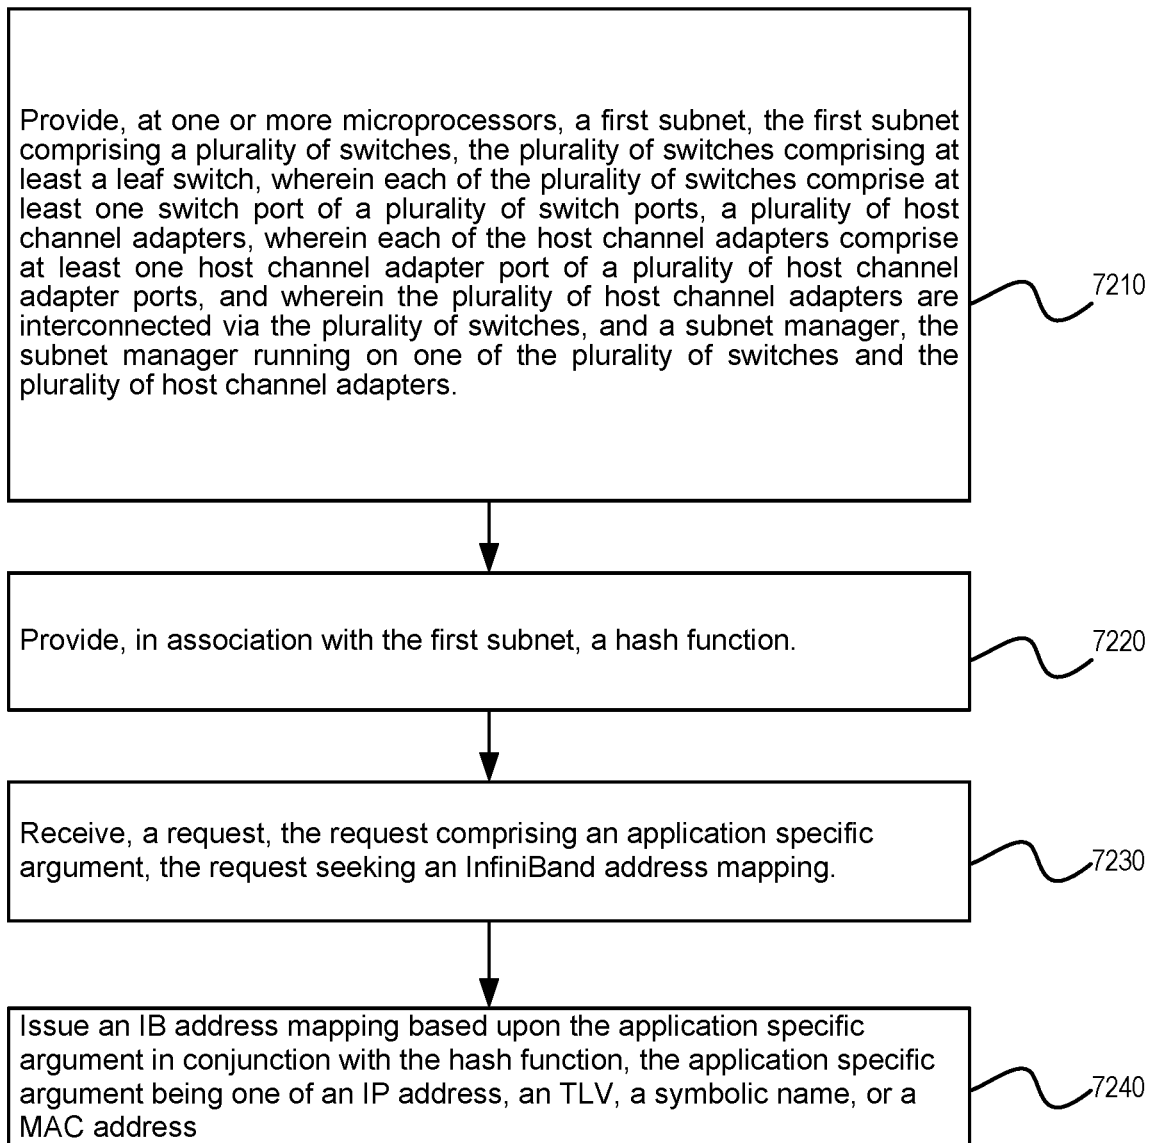 Provide, at one or more microprocessors, a first subnet, the first subnet
comprising a plurality of switches, the plurality of switches comprising at
least a leaf switch, wherein each of the plurality of switches comprise at
least one switch port of a plurality of switch ports, a plurality of host
channel adapters, wherein each of the host channel adapters comprise
at least one host channel adapter port of a plurality of host channel
adapter ports, and wherein the plurality of host channel adapters are
interconnected via the plurality of switches, and a subnet manager, the
subnet manager running on one of the plurality of switches and the
plurality of host channel adapters.
7210
Provide, in association with the first subnet, a hash function.
7220
Receive, a request, the request comprising an application specific
argument, the request seeking an InfiniBand address mapping.
7230
Issue an IB address mapping based upon the application specific
argument in conjunction with the hash function, the application specific
argument being one of an IP address, an TLV, a symbolic name, or a
MAC address
7240